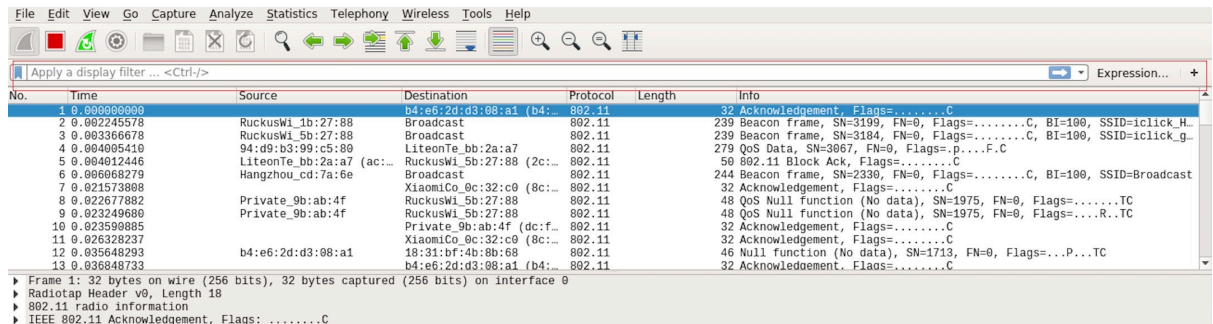 File Edit View Go Capture Analyze Statistics Telephony Wireless Tools Help
Apply a display filter ... <Ctrl-/> Expression... +
No. Time Source Destination Protocol Length Info
1 0.000000000 b4:e6:2d:d3:08:a1 (b4:… 802.11 32 Acknowledgement, Flags=........C
2 0.002245578 RuckusWi_1b:27:88 Broadcast 802.11 239 Beacon frame, SN=3199, FN=0, Flags=........C, BI=100, SSID=iclick_H…
3 0.003366678 RuckusWi_5b:27:88 Broadcast 802.11 239 Beacon frame, SN=3184, FN=0, Flags=........C, BI=100, SSID=iclick_g…
4 0.004005410 94:d9:b3:99:c5:80 LiteonTe_bb:2a:a7 802.11 279 QoS Data, SN=3067, FN=0, Flags=.p....F.C
5 0.004012446 LiteonTe_bb:2a:a7 (ac:… RuckusWi_5b:27:88 (2c:… 802.11 50 802.11 Block Ack, Flags=........C
6 0.006068279 Hangzhou_cd:7a:6e Broadcast 802.11 244 Beacon frame, SN=2330, FN=0, Flags=........C, BI=100, SSID=Broadcast
7 0.021573808 XiaomiCo_0c:32:c0 (8c:… 802.11 32 Acknowledgement, Flags=........C
8 0.022677882 Private_9b:ab:4f RuckusWi_5b:27:88 802.11 48 QoS Null function (No data), SN=1975, FN=0, Flags=.......TC
9 0.023249680 Private_9b:ab:4f RuckusWi_5b:27:88 802.11 48 QoS Null function (No data), SN=1975, FN=0, Flags=....R..TC
10 0.023590885 Private_9b:ab:4f (dc:f… 802.11 32 Acknowledgement, Flags=........C
11 0.026328237 XiaomiCo_0c:32:c0 (8c:… 802.11 32 Acknowledgement, Flags=........C
12 0.035648293 b4:e6:2d:d3:08:a1 18:31:bf:4b:8b:68 802.11 46 Null function (No data), SN=1713, FN=0, Flags=...P...TC
13 0.036848733 b4:e6:2d:d3:08:a1 (b4:… 802.11 32 Acknowledgement, Flags=........C
Frame 1: 32 bytes on wire (256 bits), 32 bytes captured (256 bits) on interface 0
Radiotap Header v0, Length 18
802.11 radio information
IEEE 802.11 Acknowledgement, Flags: ........C